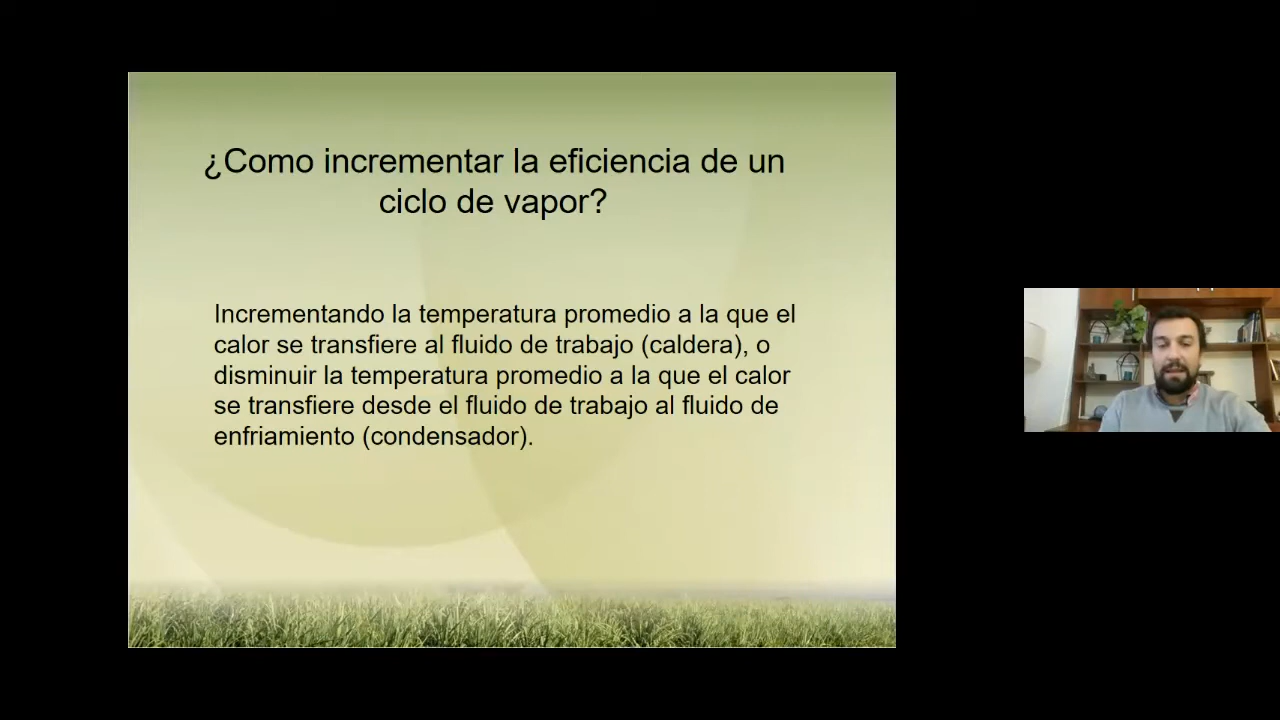 ¿Como incrementar la eficiencia de un
ciclo de vapor?
Incrementando la temperatura promedio a la que el
calor se transfiere al fluido de trabajo (caldera), o
disminuir la temperatura promedio a la que el calor
se transfiere desde el fluido de trabajo al fluido de
enfriamiento (condensador).